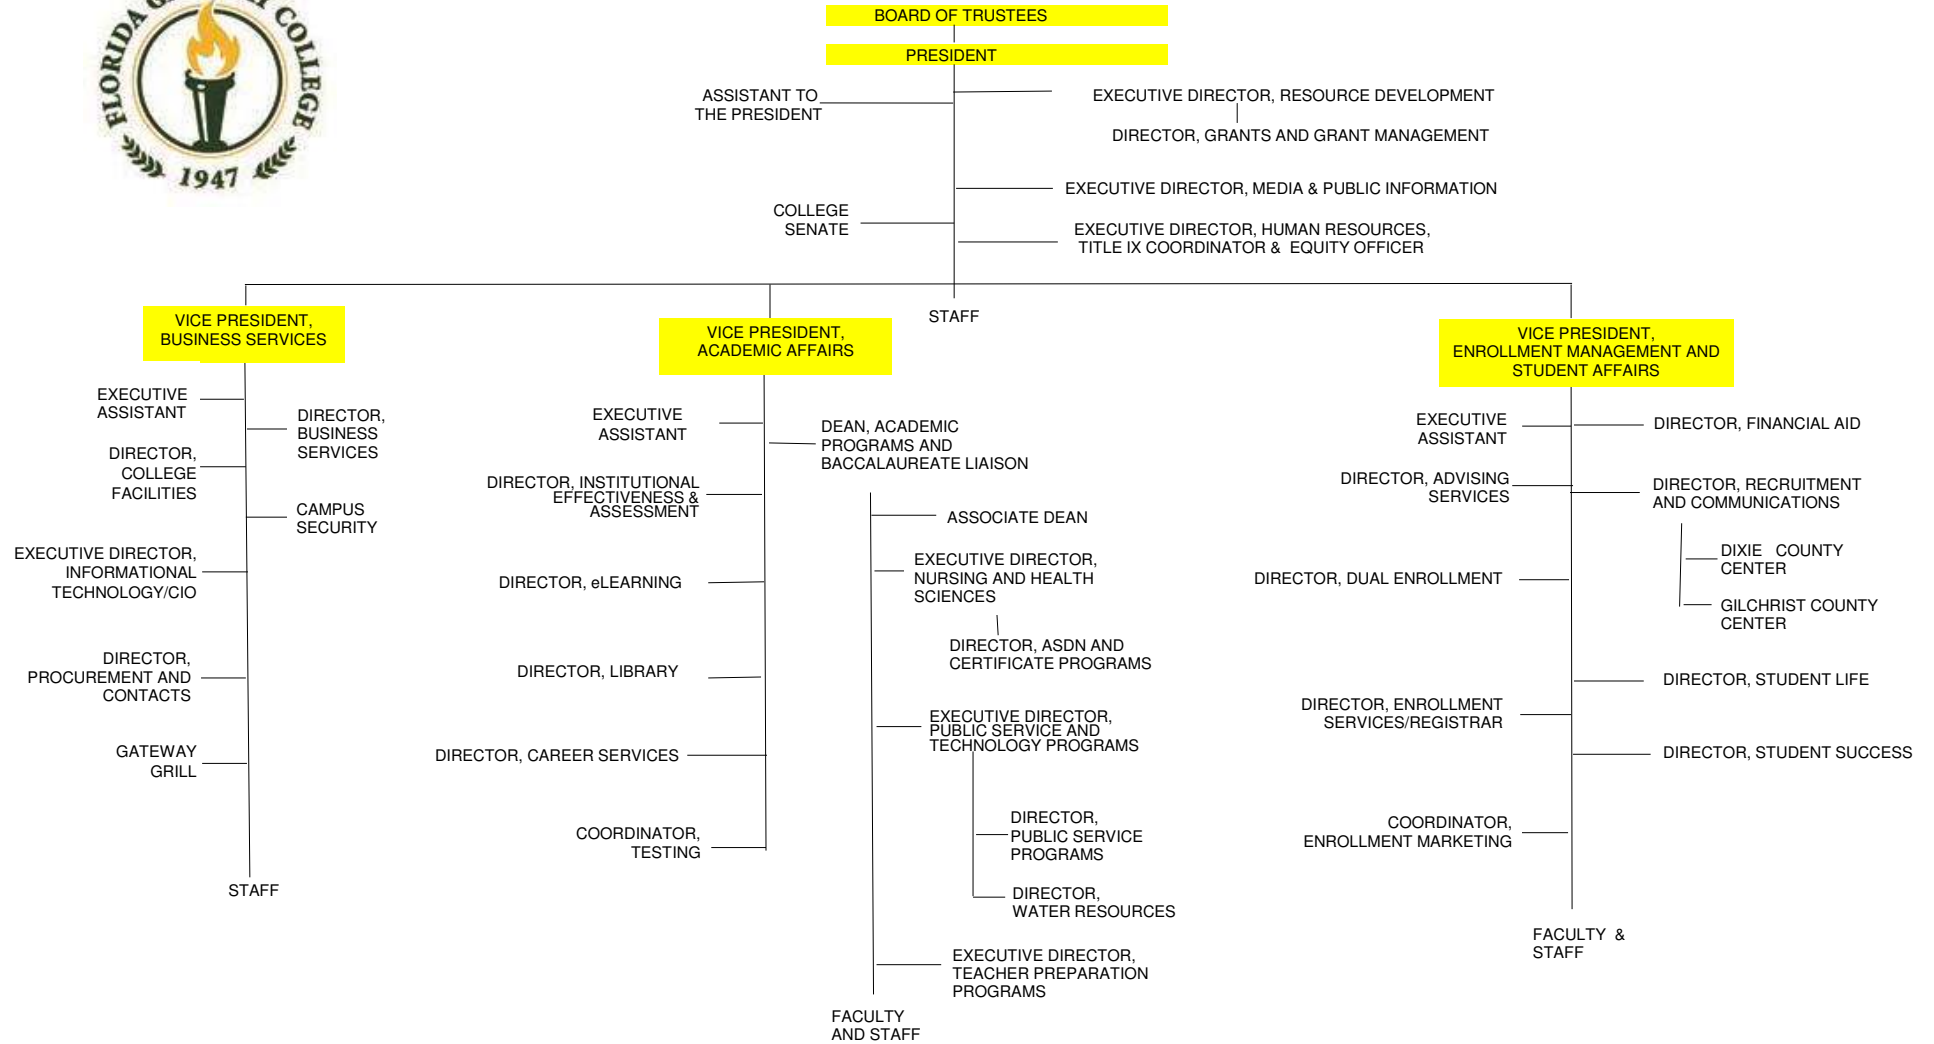 FLORIDA COLLEGE
1947
BOARD OF TRUSTEES
PRESIDENT
ASSISTANT TO
THE PRESIDENT
EXECUTIVE DIRECTOR, RESOURCE DEVELOPMENT
DIRECTOR, GRANTS AND GRANT MANAGEMENT
EXECUTIVE DIRECTOR, MEDIA & PUBLIC INFORMATION
COLLEGE
SENATE
EXECUTIVE DIRECTOR, HUMAN RESOURCES,
TITLE IX COORDINATOR & EQUITY OFFICER
STAFF
VICE PRESIDENT,
BUSINESS SERVICES
EXECUTIVE
ASSISTANT
DIRECTOR,
BUSINESS
SERVICES
DIRECTOR,
COLLEGE
FACILITIES
CAMPUS
SECURITY
EXECUTIVE DIRECTOR,
INFORMATIONAL
TECHNOLOGY/CIO
DIRECTOR,
PROCUREMENT AND
CONTACTS
GATEWAY
GRILL
STAFF
VICE PRESIDENT,
ACADEMIC AFFAIRS
EXECUTIVE
ASSISTANT
DIRECTOR, INSTITUTIONAL
EFFECTIVENESS &
ASSESSMENT
DIRECTOR, eLEARNING
DIRECTOR, LIBRARY
DIRECTOR, CAREER SERVICES
COORDINATOR,
TESTING
DEAN, ACADEMIC
PROGRAMS AND
BACCALAUREATE LIAISON
ASSOCIATE DEAN
EXECUTIVE DIRECTOR,
NURSING AND HEALTH
SCIENCES
DIRECTOR, ASDN AND
CERTIFICATE PROGRAMS
EXECUTIVE DIRECTOR,
PUBLIC SERVICE AND
TECHNOLOGY PROGRAMS
DIRECTOR,
PUBLIC SERVICE
PROGRAMS
DIRECTOR,
WATER RESOURCES
EXECUTIVE DIRECTOR,
TEACHER PREPARATION
PROGRAMS
FACULTY
AND STAFF
VICE PRESIDENT,
ENROLLMENT MANAGEMENT AND
STUDENT AFFAIRS
EXECUTIVE
ASSISTANT
DIRECTOR, FINANCIAL AID
DIRECTOR, ADVISING
SERVICES
DIRECTOR, RECRUITMENT
AND COMMUNICATIONS
DIXIE COUNTY
CENTER
GILCHRIST COUNTY
CENTER
DIRECTOR, DUAL ENROLLMENT
DIRECTOR, STUDENT LIFE
DIRECTOR, ENROLLMENT
SERVICES/REGISTRAR
DIRECTOR, STUDENT SUCCESS
COORDINATOR,
ENROLLMENT MARKETING
FACULTY &
STAFF